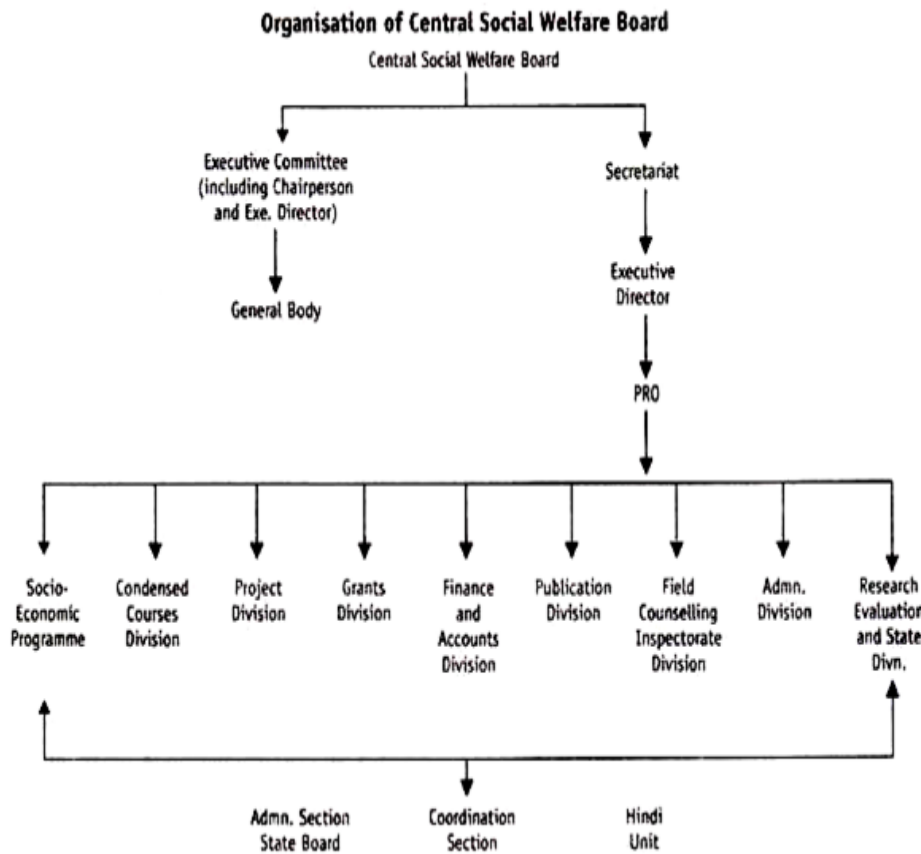 Organisation of Central Social Welfare Board
Central Social Welfare Board
Executive Committee
(including Chairperson
and Exe. Director)
General Body
Secretariat
Executive
Director
PRO
Socio-
Economic
Programme
Condensed
Courses
Division
Project
Division
Grants
Division
Finance
and
Accounts
Division
Publication
Division
Field
Counselling
Inspectorate
Division
Admn.
Division
Research
Evaluation
and State
Divn.
Admn. Section
State Board
Coordination
Section
Hindi
Unit